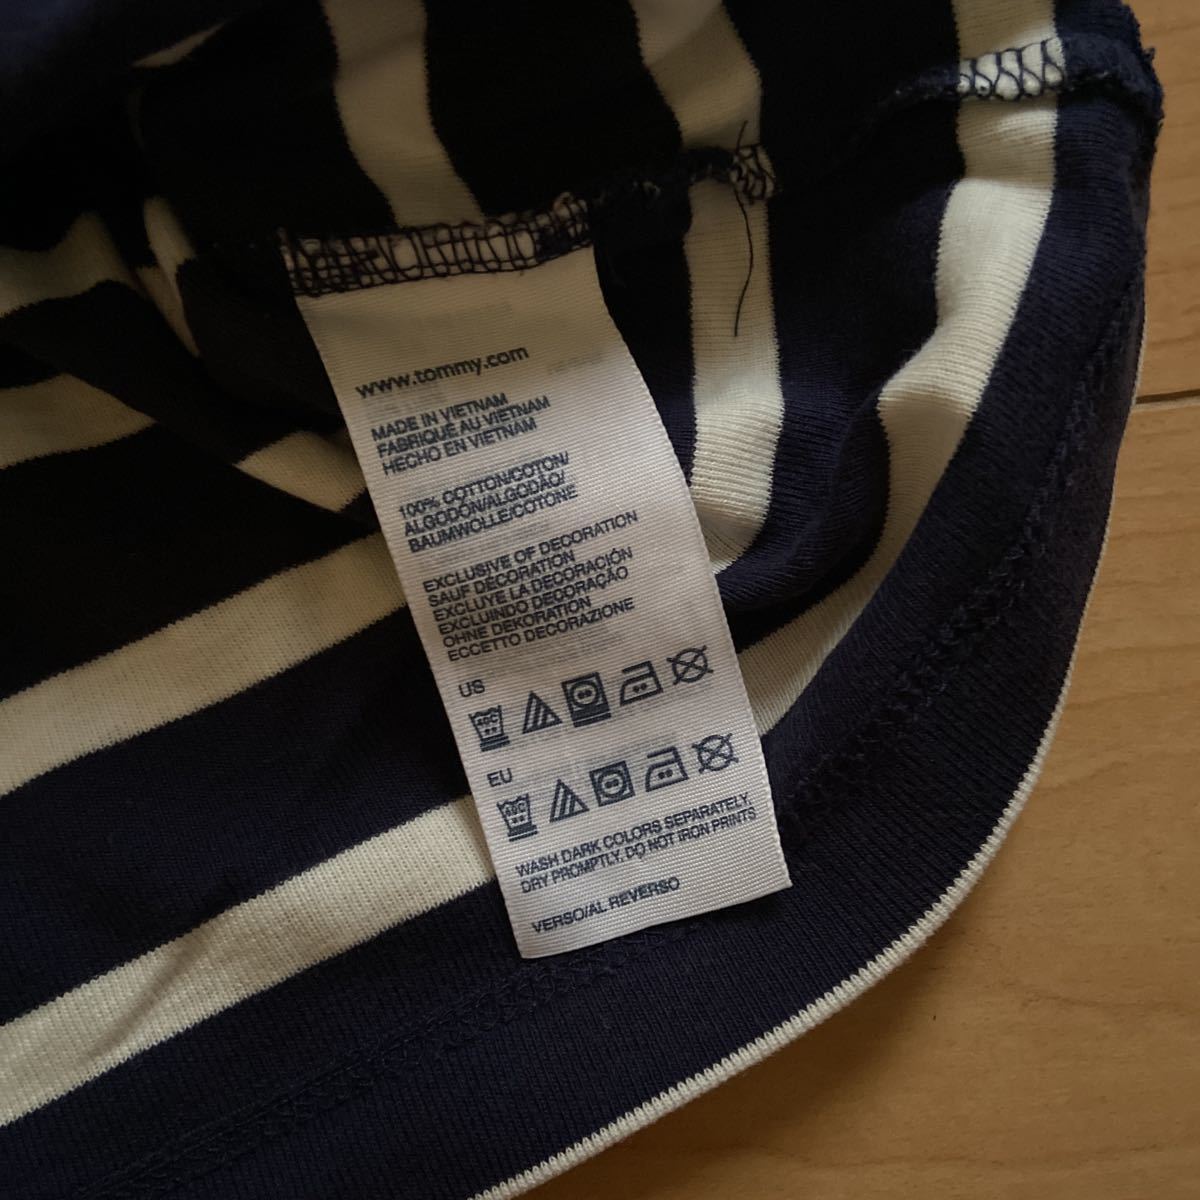 www.tommy.com
MADE IN VIETNAM
FABRIQUE AU VIETNAM
HECHO EN VIETNAM
100% COTTON/COTON/
ALGODÓN/ALGODÃO/
BAUMWOLLE/COTONE
EXCLUSIVE OF DECORATION
SAUF DÉCORATION
EXCLUYE LA DECORACIÓN
EXCLUINDO DECORAÇÃO
OHNE DEKORATION
ECCETTO DECORAZIONE
US
EU
WASH DARK COLORS SEPARATELY.
DRY PROMPTLY. DO NOT IRON PRINTS
VERSO/AL REVERSO